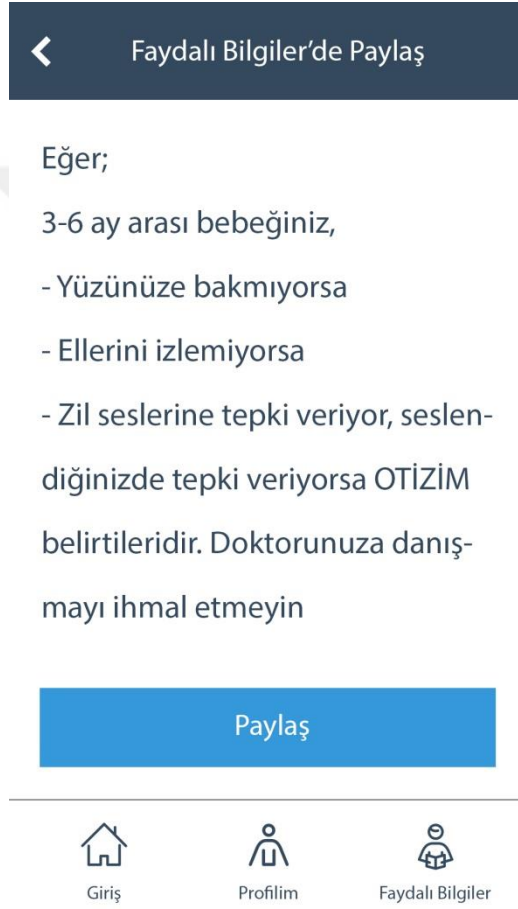 Faydalı Bilgiler’de Paylaş
Eğer;
3-6 ay arası bebeğiniz,
- Yüzünüze bakmıyorsa
- Ellerini izlemiyorsa
- Zil seslerine tepki veriyor, seslen-
diğinizde tepki veriyorsa OTİZİM
belirtileridir. Doktorunuza danış-
mayı ihmal etmeyin
Paylaş
Giriş
Profilim
Faydalı Bilgiler